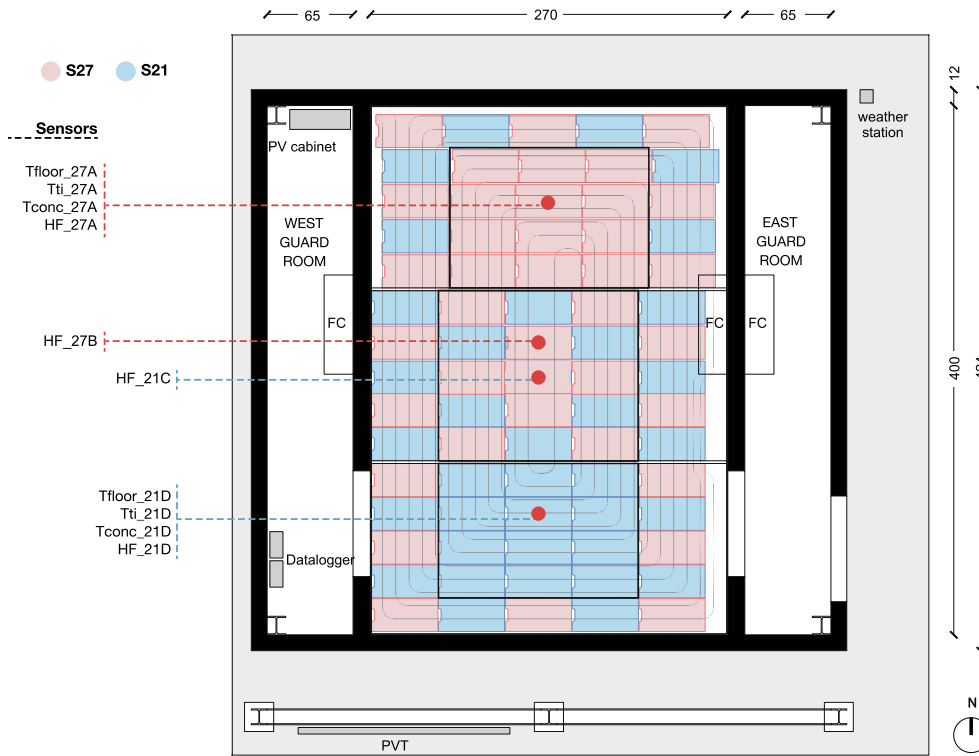 65
270
65
S27
S21
Sensors
12
PV cabinet
weather
station
Tfloor_27A
Tti_27A
Tconc_27A
HF_27A
WEST
GUARD
ROOM
EAST
GUARD
ROOM
FC
FC
FC
HF_27B
HF_21C
400
Tfloor_21D
Tti_21D
Tconc_21D
HF_21D
Datalogger
PVT
N